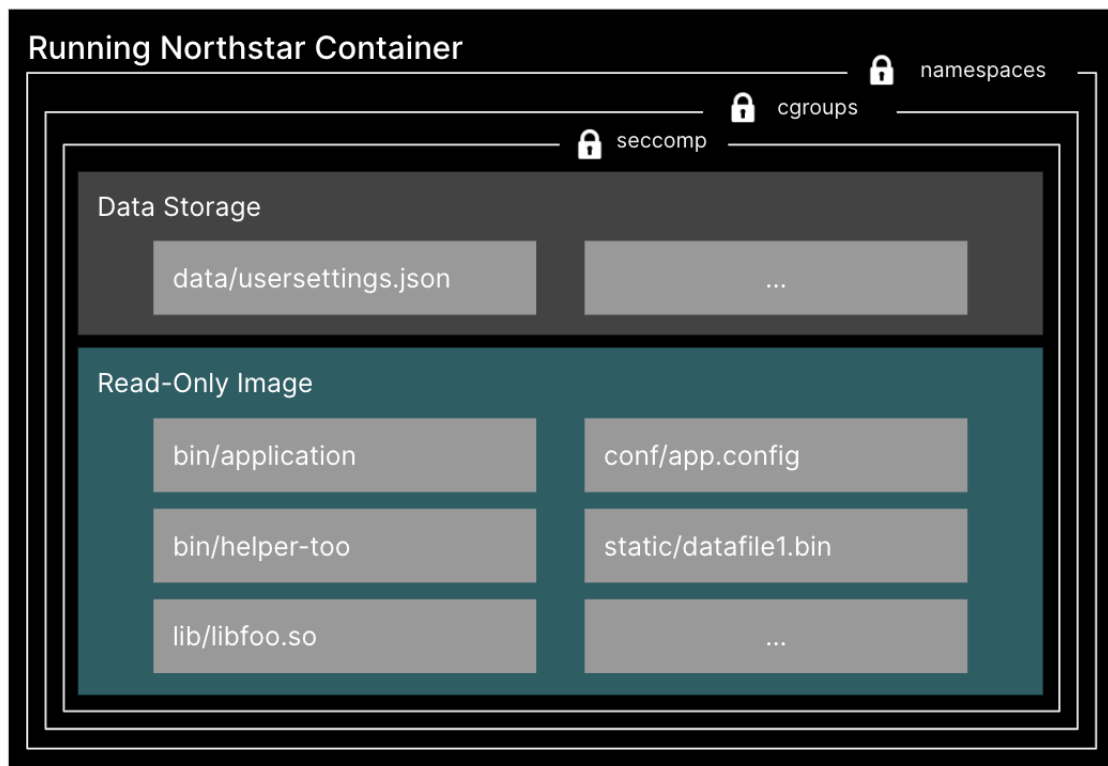 Running Northstar Container
namespaces
cgroups
seccomp
Data Storage
data/usersettings.json
...
Read-Only Image
bin/application
conf/app.config
bin/helper-too
static/datafile1.bin
lib/libfoo.so
...